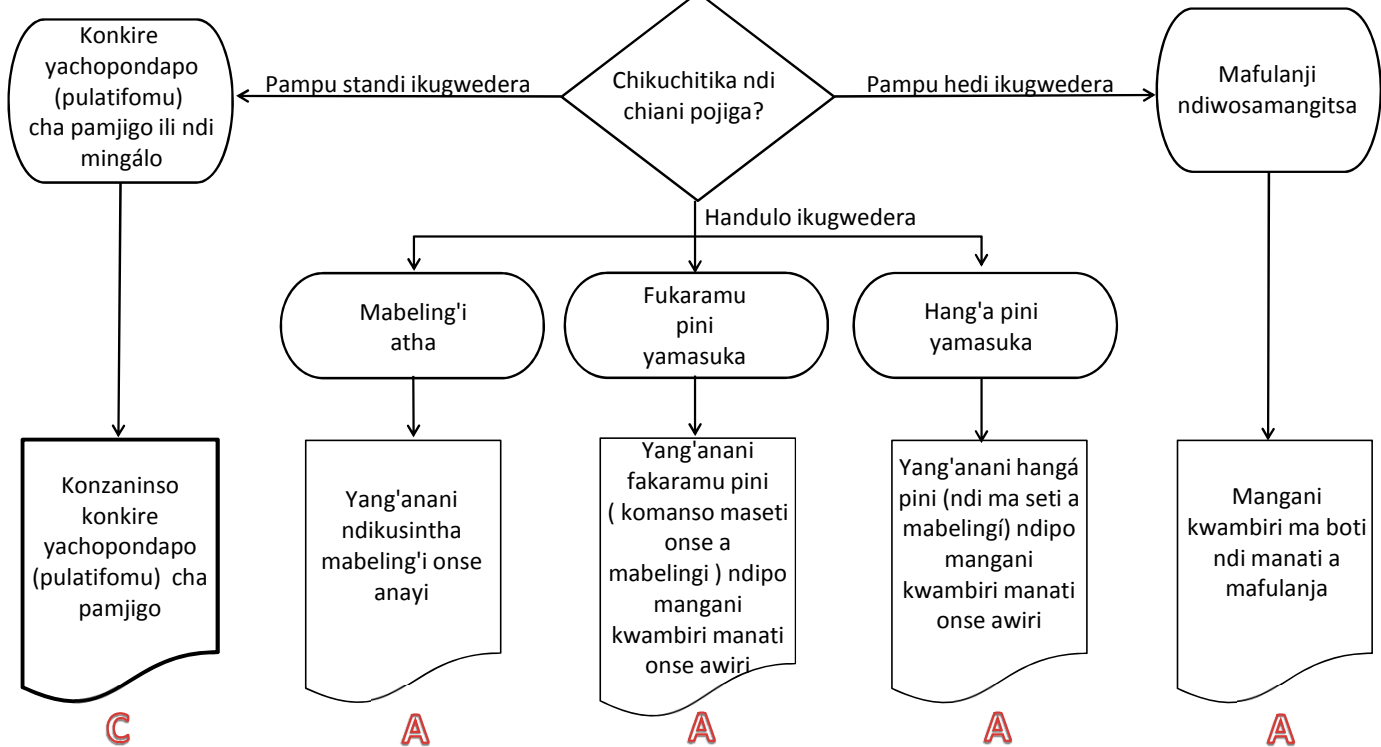 Konkire
yachopondapo
(pulatifomu)
cha pamjigo ili ndi
mingálo
Pampu standi ikugwedera
Chikuchitika ndi
chiani pojiga?
Pampu hedi ikugwedera
Mafulanji
ndiwosamangitsa
Handulo ikugwedera
Mabeling'i
atha
Fukaramu
pini
yamasuka
Hang'a pini
yamasuka
Konzaninso
konkire
yachopondapo
(pulatifomu) cha
pamjigo
Yang'anani
ndikusintha
mabeling'i onse
anayi
Yang'anani
fakaramu pini
( komanso maseti
onse a
mabelingi ) ndipo
mangani
kwambiri manati
onse awiri
Yang'anani hangá
pini (ndi ma seti a
mabelingí) ndipo
mangani
kwambiri manati
onse awiri
Mangani
kwambiri ma boti
ndi manati a
mafulanja
C
A
A
A
A